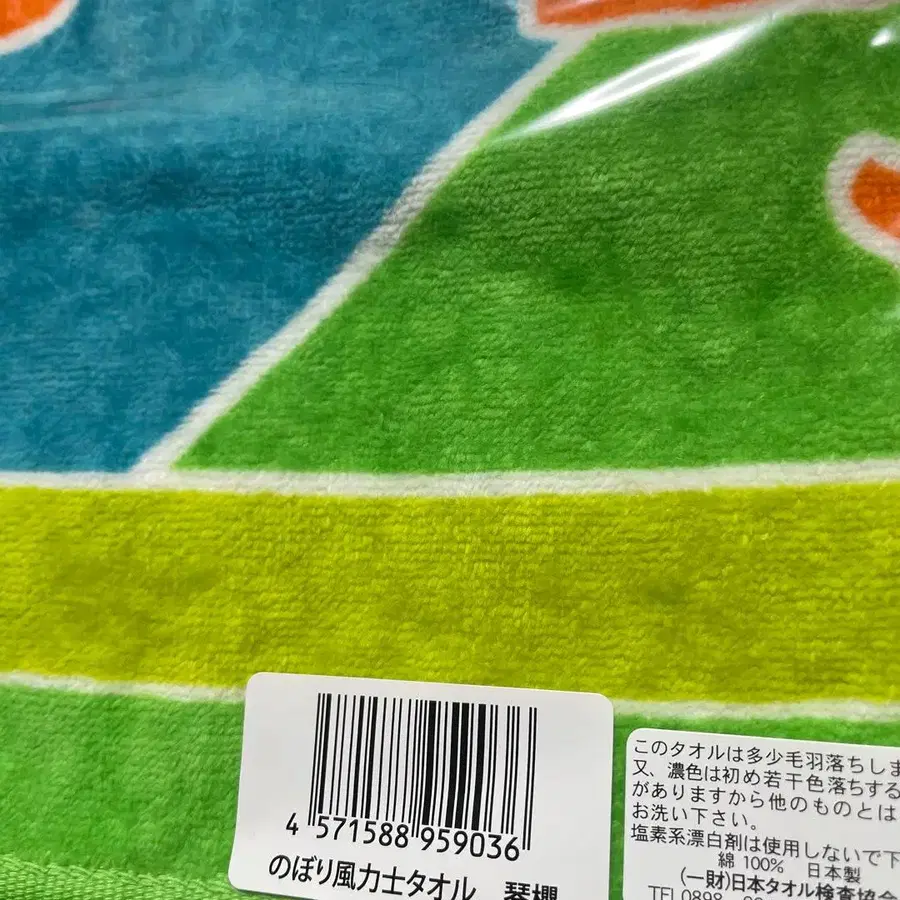 4 571588 959036
のぼり風力士タオル 琴櫻
このタオルは多少毛羽落ちしま
又、濃色は初め若干色落ちする
がありますから他のものとは
お洗い下さい。
塩素系漂白剤は使用しないで下
綿 100% 日本製
(一財)日本タオル検査協会
TEL0898